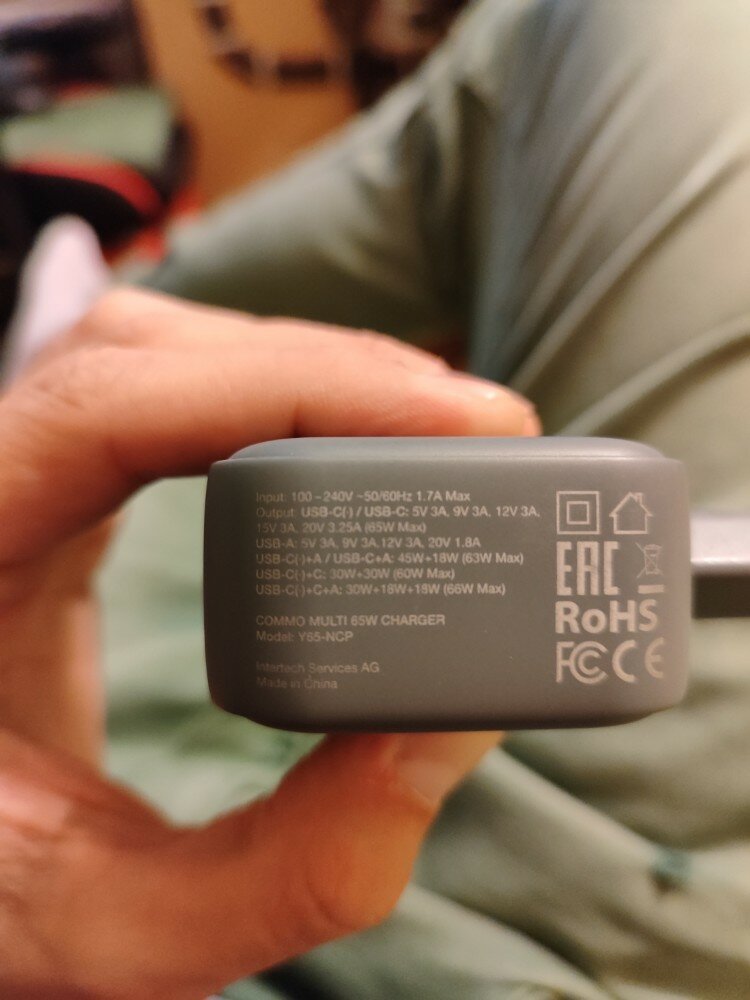 Input: 100 - 240V ~50/60Hz 1.7A Max
Output: USB-C(·) / USB-C: 5V 3A, 9V 3A, 12V 3A,
15V 3A, 20V 3.25A (65W Max)
USB-A: 5V 3A, 9V 3A.12V 3A, 20V 1.8A
USB-C(·)+A / USB-C+A: 45W+18W (63W Max)
USB-C(·)+C: 30W+30W (60W Max)
USB-C(·)+C+A: 30W+18W+18W (66W Max)
COMMO MULTI 65W CHARGER
Model: Y65-NCP
Intertech Services AG
Made in China
EAC
RoHS
FC CE